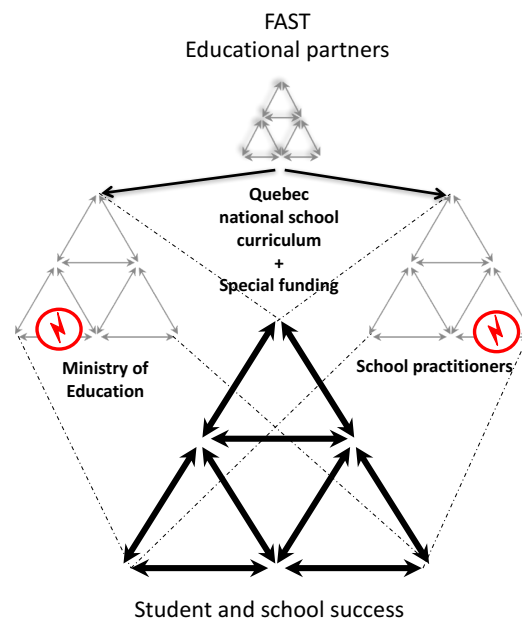 FAST
Educational partners
Quebec
national school
curriculum
+
Special funding
Ministry of
Education
School practitioners
Student and school success